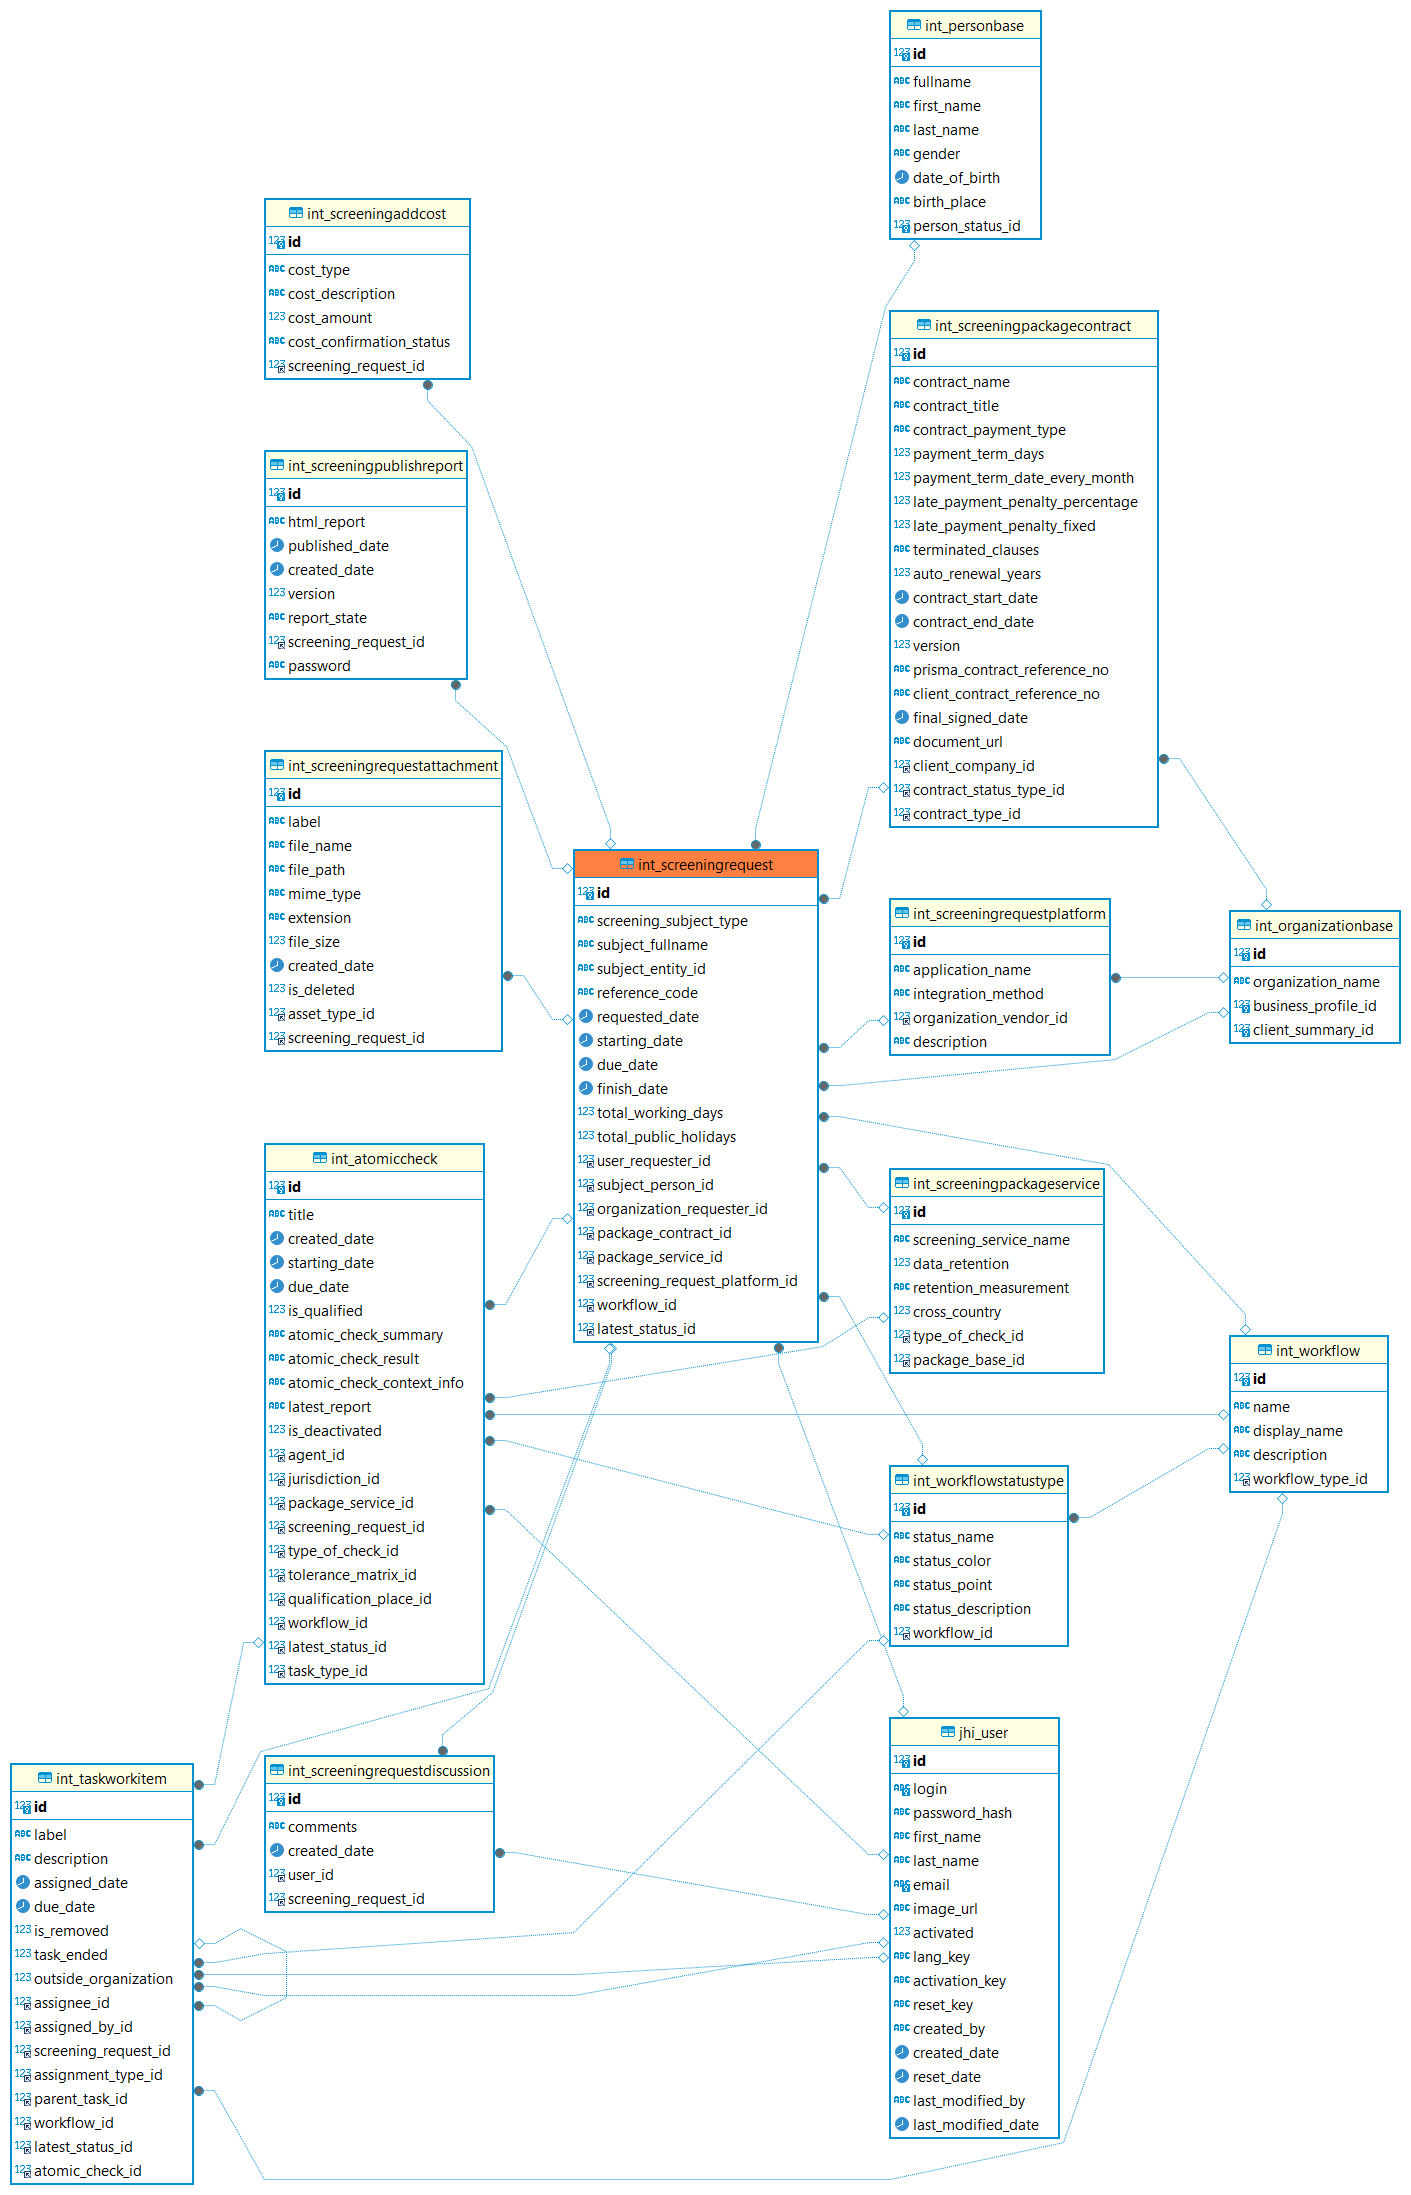 int_personbase
id
fullname
first_name
last_name
gender
date_of_birth
birth_place
person_status_id
int_screeningaddcost
id
cost_type
cost_description
cost_amount
cost_confirmation_status
screening_request_id
int_screeningpackagecontract
id
contract_name
contract_title
contract_payment_type
payment_term_days
payment_term_date_every_month
late_payment_penalty_percentage
late_payment_penalty_fixed
terminated_clauses
auto_renewal_years
contract_start_date
contract_end_date
version
prisma_contract_reference_no
client_contract_reference_no
final_signed_date
document_url
client_company_id
contract_status_type_id
contract_type_id
int_screeningpublishreport
id
html_report
published_date
created_date
version
report_state
screening_request_id
password
int_screeningrequestattachment
id
label
file_name
file_path
mime_type
extension
file_size
created_date
is_deleted
asset_type_id
screening_request_id
int_screeningrequest
id
screening_subject_type
subject_fullname
subject_entity_id
reference_code
requested_date
starting_date
due_date
finish_date
total_working_days
total_public_holidays
user_requester_id
subject_person_id
organization_requester_id
package_contract_id
package_service_id
screening_request_platform_id
workflow_id
latest_status_id
int_screeningrequestplatform
id
application_name
integration_method
organization_vendor_id
description
int_organizationbase
id
organization_name
business_profile_id
client_summary_id
int_atomiccheck
id
title
created_date
starting_date
due_date
is_qualified
atomic_check_summary
atomic_check_result
atomic_check_context_info
latest_report
is_deactivated
agent_id
jurisdiction_id
package_service_id
screening_request_id
type_of_check_id
tolerance_matrix_id
qualification_place_id
workflow_id
latest_status_id
task_type_id
int_screeningpackageservice
id
screening_service_name
data_retention
retention_measurement
cross_country
type_of_check_id
package_base_id
int_workflow
id
name
display_name
description
workflow_type_id
int_workflowstatustype
id
status_name
status_color
status_point
status_description
workflow_id
jhi_user
id
login
password_hash
first_name
last_name
email
image_url
activated
lang_key
activation_key
reset_key
created_by
created_date
reset_date
last_modified_by
last_modified_date
int_screeningrequestdiscussion
id
comments
created_date
user_id
screening_request_id
int_taskworkitem
id
label
description
assigned_date
due_date
is_removed
task_ended
outside_organization
assignee_id
assigned_by_id
screening_request_id
assignment_type_id
parent_task_id
workflow_id
latest_status_id
atomic_check_id